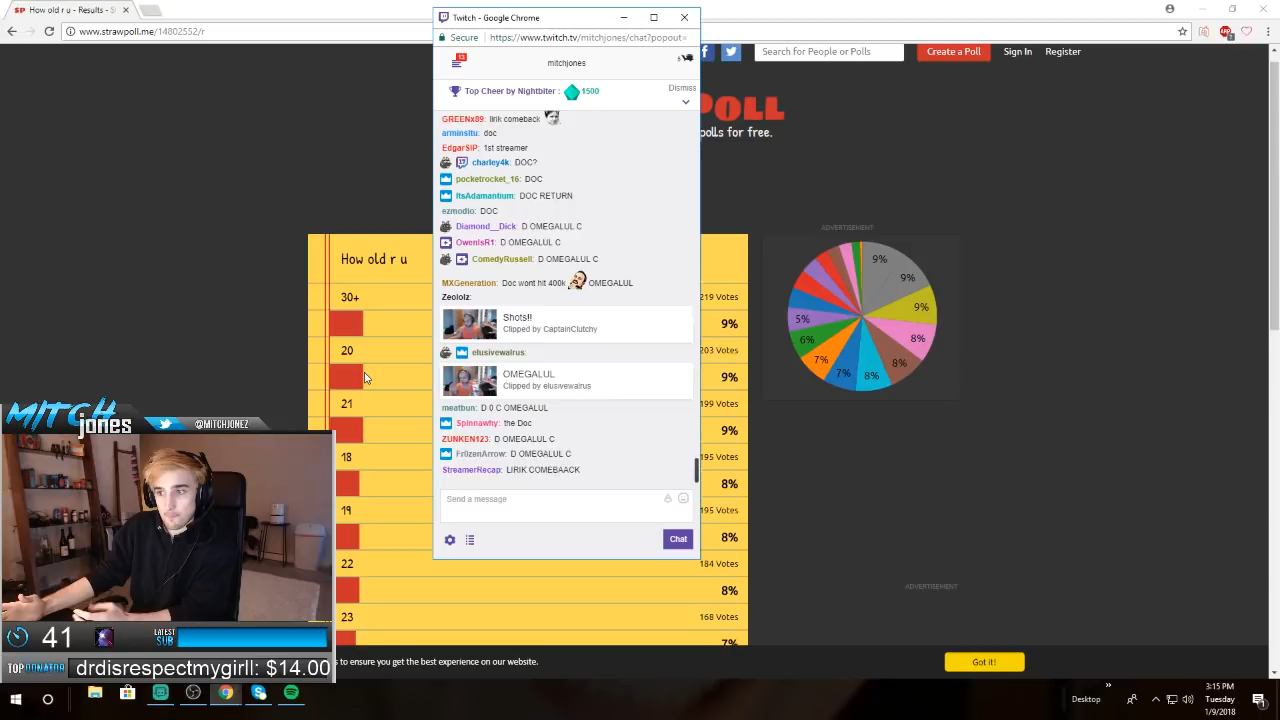 How old r u - Results - S
www.strawpoll.me/14802552/r
Search for People or Polls
Create a Poll
Sign In
Register
POLL
polls for free.
Twitch - Google Chrome
Secure
https://www.twitch.tv/mitchjones/chat?popout=
mitchjones
Top Cheer by Nightbiter : 1500
Dismiss
GREENx89: lirik comeback
arminsitu: doc
EdgarSIP: 1st streamer
charley4k: DOC?
pocketrocket_16: DOC
ItsAdamantium: DOC RETURN
ezmodio: DOC
Diamond__Dick: D OMEGALUL C
OwenIsR1: D OMEGALUL C
ComedyRussell: D OMEGALUL C
MXGeneration: Doc wont hit 400k OMEGALUL
Zeololz:
Shots!!
Clipped by CaptainClutchy
elusivewalrus:
OMEGALUL
Clipped by elusivewalrus
meatbun: D 0 C OMEGALUL
Spinnawhy: the Doc
ZUNKEN123: D OMEGALUL C
Fr0zenArrow: D OMEGALUL C
StreamerRecap: LIRIK COMEBAACK
Send a message
Chat
How old r u
30+
219 Votes
9%
20
203 Votes
9%
21
199 Votes
9%
18
195 Votes
8%
19
195 Votes
8%
22
184 Votes
8%
23
168 Votes
7%
ADVERTISEMENT
9%
9%
9%
8%
8%
8%
7%
7%
6%
5%
ADVERTISEMENT
MITCH
jones
@MITCHJONEZ
41
LATEST
SUB
TOP DONATOR
drdisrespectmygirll: $14.00
s to ensure you get the best experience on our website.
Got it!
Desktop
3:15 PM
Tuesday
1/9/2018